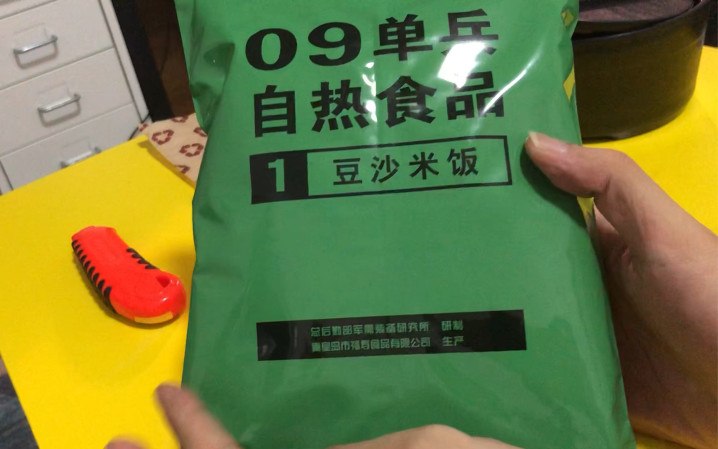 09单兵
自热食品
1 豆沙米饭
总后勤部军需装备研究所 研制
秦皇岛市福寿食品有限公司 生产